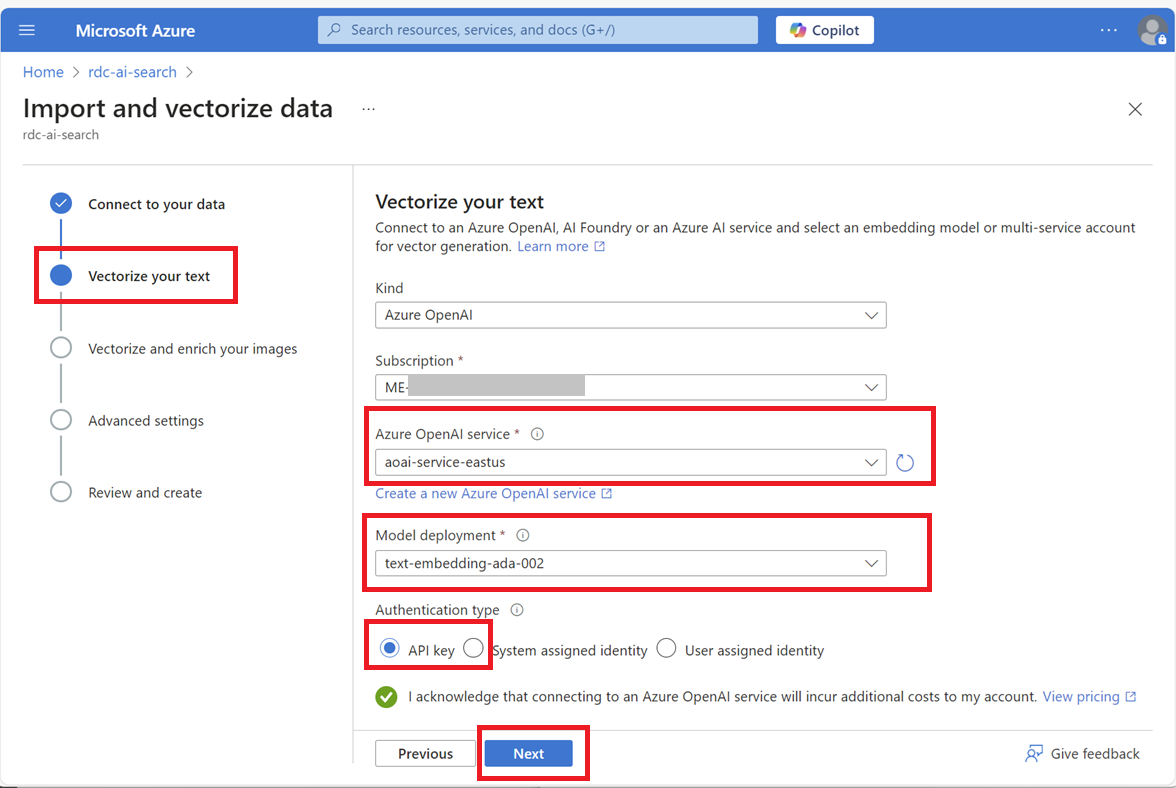 Microsoft Azure
Search resources, services, and docs (G+/)
Copilot
Home > rdc-ai-search >
Import and vectorize data ...
rdc-ai-search
Connect to your data
Vectorize your text
Vectorize and enrich your images
Advanced settings
Review and create
Vectorize your text
Connect to an Azure OpenAI, AI Foundry or an Azure AI service and select an embedding model or multi-service account
for vector generation. Learn more
Kind
Azure OpenAI
Subscription *
ME-
Azure OpenAI service *
aoai-service-eastus
Create a new Azure OpenAI service
Model deployment *
text-embedding-ada-002
Authentication type
API key System assigned identity User assigned identity
I acknowledge that connecting to an Azure OpenAI service will incur additional costs to my account. View pricing
Previous Next Give feedback